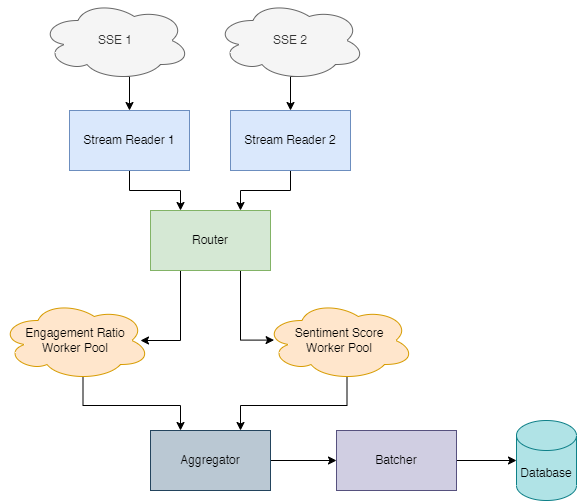 SSE 1
SSE 2
Stream Reader 1
Stream Reader 2
Router
Engagement Ratio
Worker Pool
Sentiment Score
Worker Pool
Aggregator
Batcher
Database